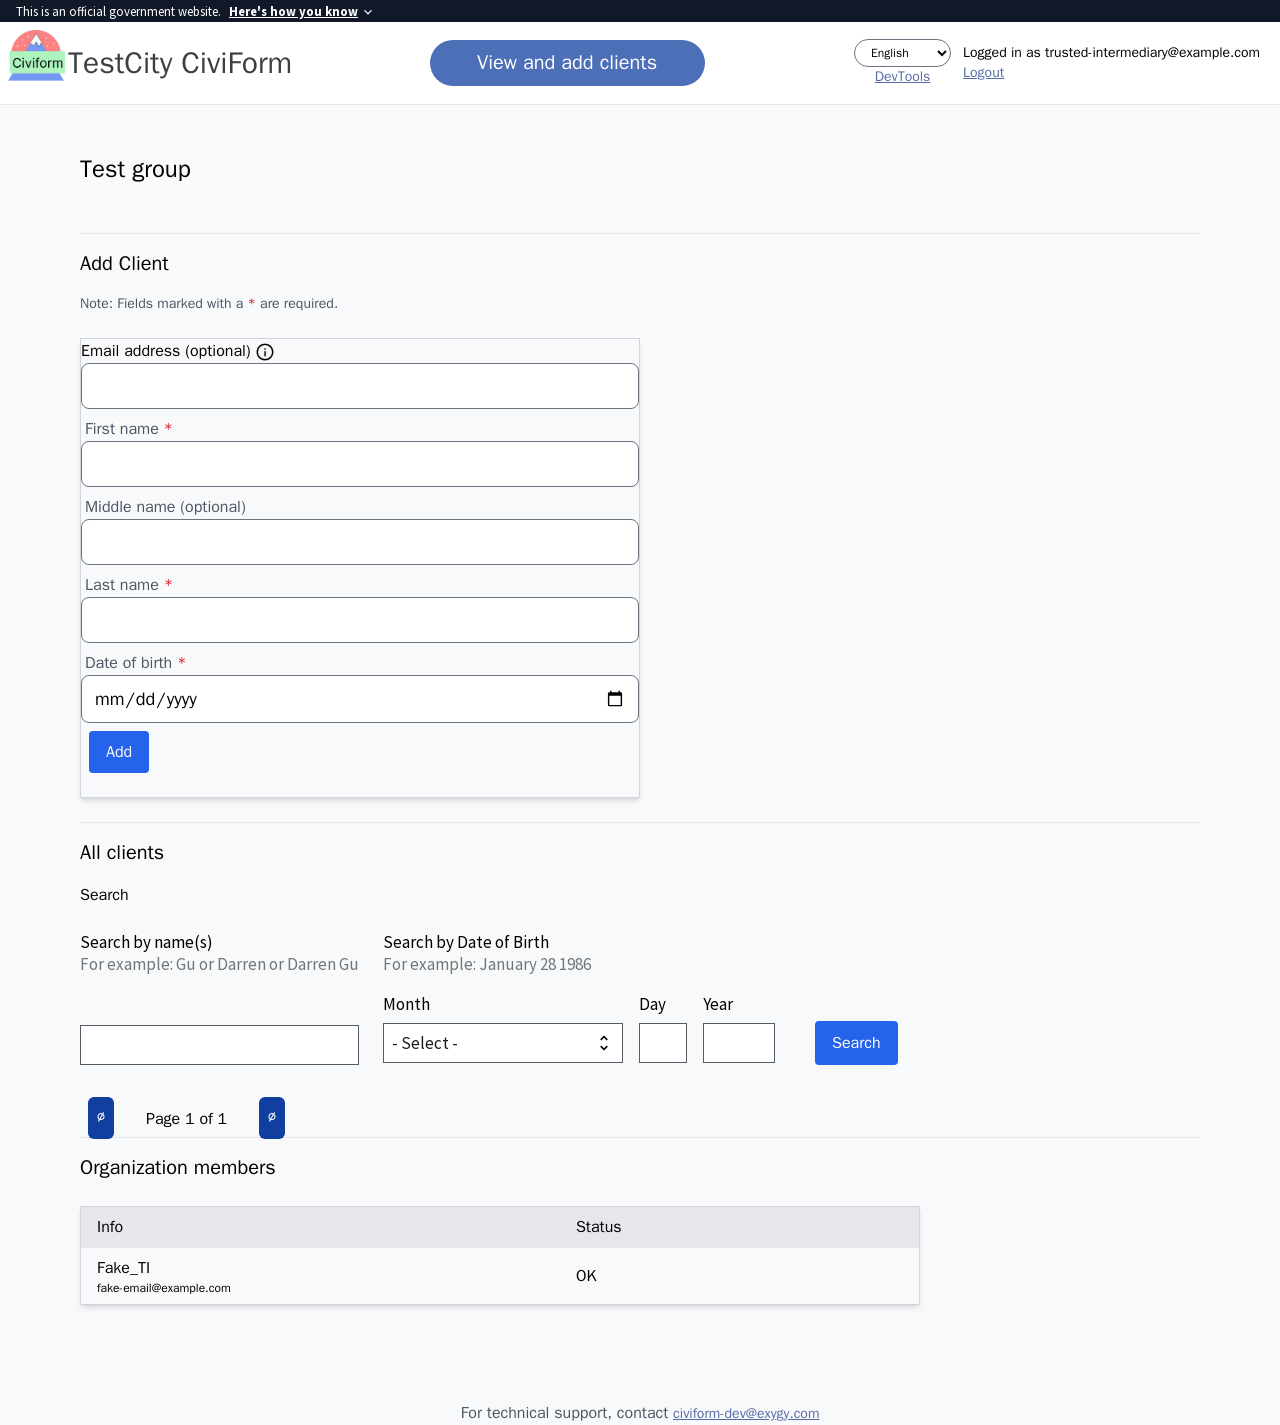 This is an official government website. Here's how you know
Civiform
TestCity CiviForm
View and add clients
English
DevTools
Logged in as trusted-intermediary@example.com
Logout
Test group
Add Client
Note: Fields marked with a * are required.
Email address (optional)
First name *
Middle name (optional)
Last name *
Date of birth *
mm/dd/yyyy
Add
All clients
Search
Search by name(s)
For example: Gu or Darren or Darren Gu
Search by Date of Birth
For example: January 28 1986
Month
Day
Year
- Select -
Search
∅ Page 1 of 1 ∅
Organization members
Info Status
Fake_TI OK
fake-email@example.com
For technical support, contact civiform-dev@exygy.com